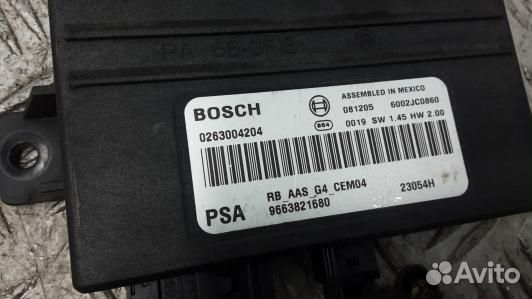 BOSCH
0263004204
ASSEMBLED IN MEXICO
081205 6002JC0860
864 0019 SW 1.45 HW 2.00
RB_AAS_G4_CEM04 23054H
PSA 9663821680
Avito